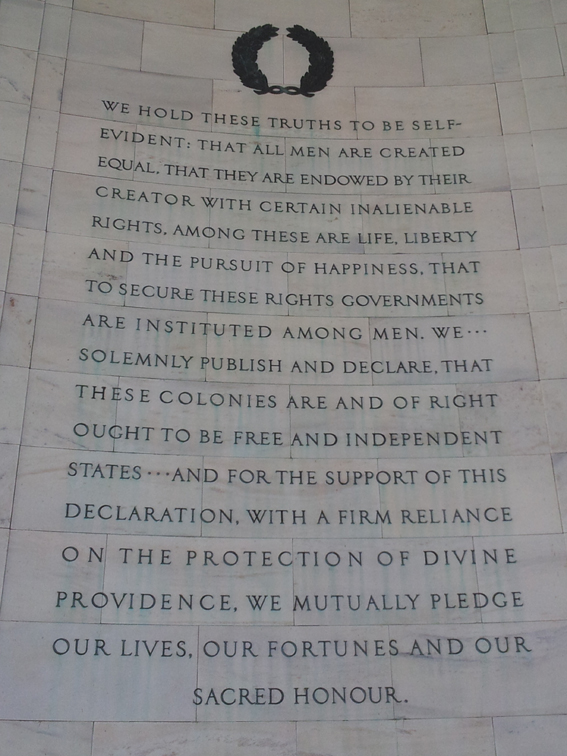 WE HOLD THESE TRUTHS TO BE SELF-
EVIDENT: THAT ALL MEN ARE CREATED
EQUAL, THAT THEY ARE ENDOWED BY THEIR
CREATOR WITH CERTAIN INALIENABLE
RIGHTS, AMONG THESE ARE LIFE, LIBERTY
AND THE PURSUIT OF HAPPINESS, THAT
TO SECURE THESE RIGHTS GOVERNMENTS
ARE INSTITUTED AMONG MEN. WE···
SOLEMNLY PUBLISH AND DECLARE, THAT
THESE COLONIES ARE AND OF RIGHT
OUGHT TO BE FREE AND INDEPENDENT
STATES···AND FOR THE SUPPORT OF THIS
DECLARATION, WITH A FIRM RELIANCE
ON THE PROTECTION OF DIVINE
PROVIDENCE, WE MUTUALLY PLEDGE
OUR LIVES, OUR FORTUNES AND OUR
SACRED HONOUR.